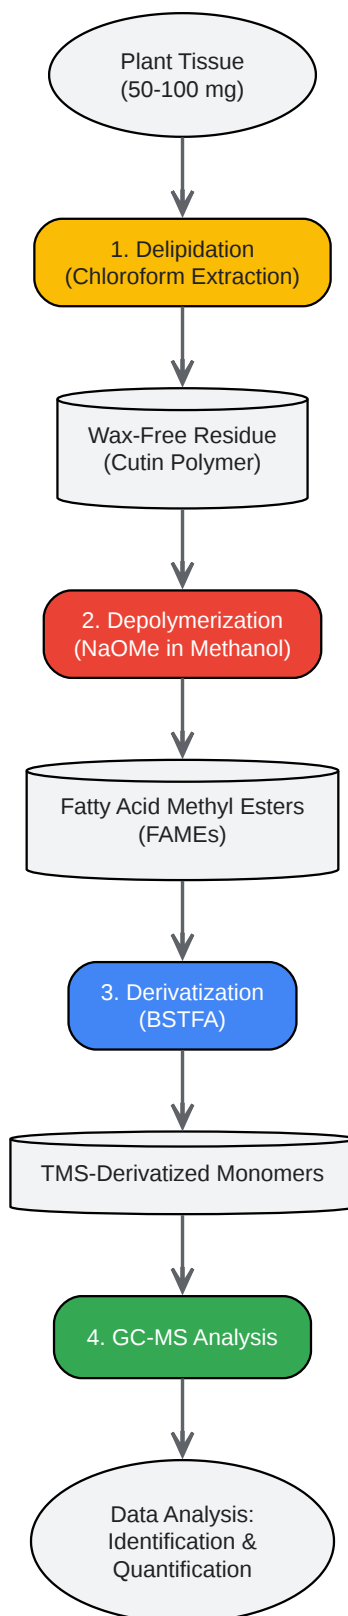 Plant Tissue
(50-100 mg)
1. Delipidation
(Chloroform Extraction)
Wax-Free Residue
(Cutin Polymer)
2. Depolymerization
(NaOMe in Methanol)
Fatty Acid Methyl Esters
(FAMEs)
3. Derivatization
(BSTFA)
TMS-Derivatized Monomers
4. GC-MS Analysis
Data Analysis:
Identification &
Quantification